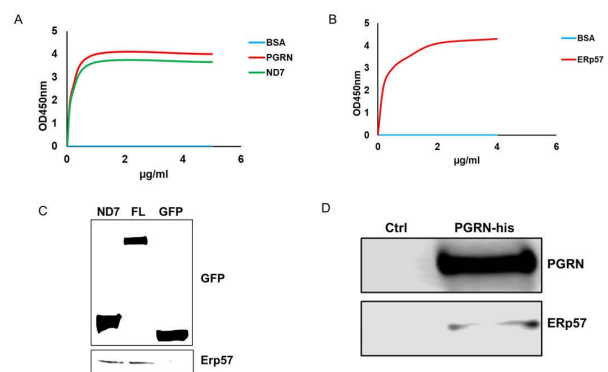 A
5
4
3
2
1
0
0 2 4 6
OD450nm
µg/ml
BSA
PGRN
ND7
B
5
4
3
2
1
0
0 2 4 6
OD450nm
µg/ml
BSA
ERp57
C
ND7 FL GFP
GFP
Erp57
D
Ctrl PGRN-his
PGRN
ERp57